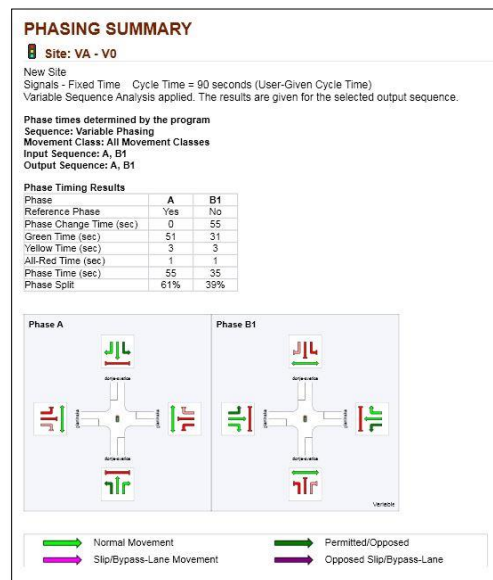 PHASING SUMMARY
Site: VA - V0
New Site
Signals - Fixed Time Cycle Time = 90 seconds (User-Given Cycle Time)
Variable Sequence Analysis applied. The results are given for the selected output sequence.
Phase times determined by the program
Sequence: Variable Phasing
Movement Class: All Movement Classes
Input Sequence: A, B1
Output Sequence: A, B1
Phase Timing Results
Phase A B1
Reference Phase Yes No
Phase Change Time (sec) 0 55
Green Time (sec) 51 31
Yellow Time (sec) 3 3
All-Red Time (sec) 1 1
Phase Time (sec) 55 35
Phase Split 61% 39%
Phase A Phase B1
Variable
Normal Movement Permitted/Opposed
Slip/Bypass-Lane Movement Opposed Slip/Bypass-Lane